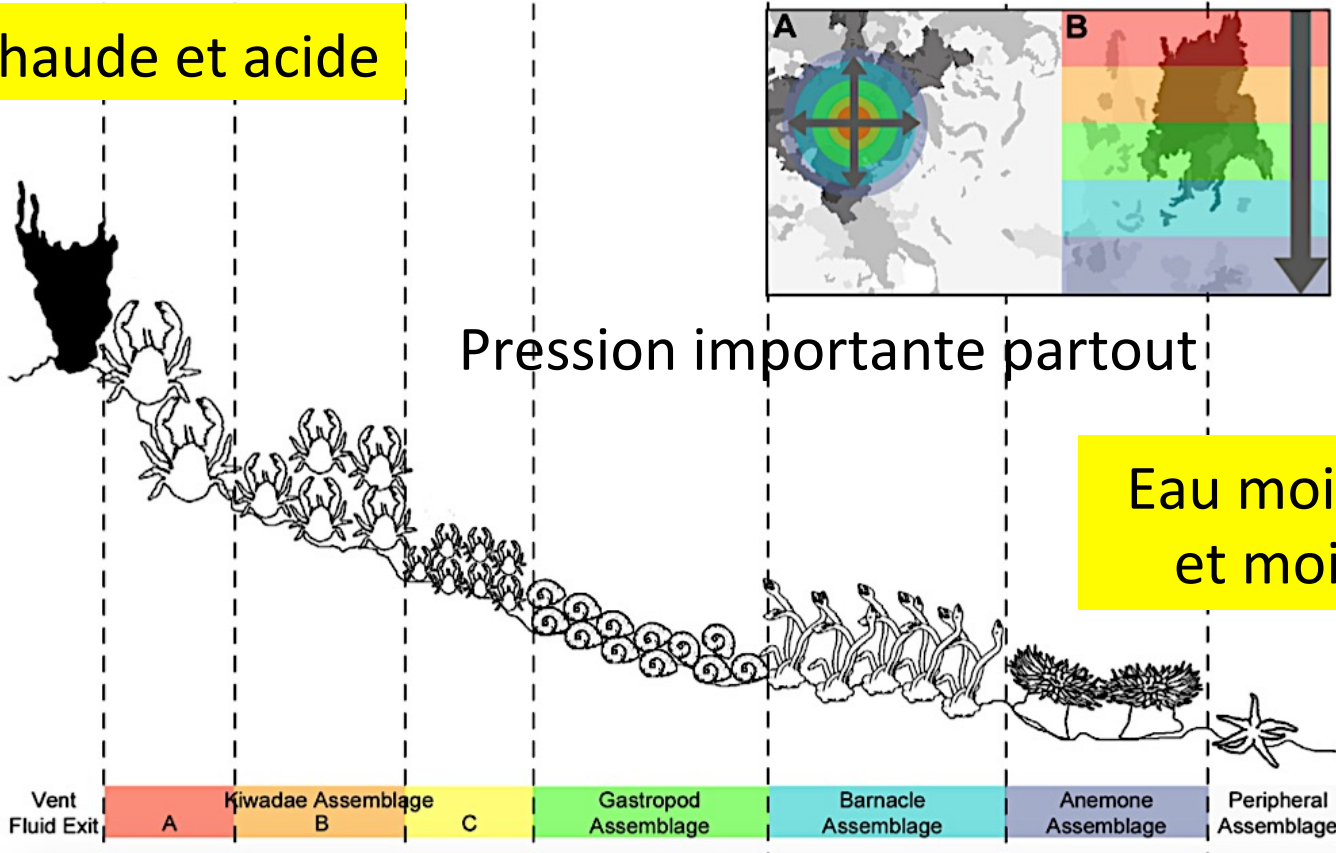 haude et acide
A
B
Pression importante partout
Eau moi
et moi
Vent
Fluid Exit
Kiwadae Assemblage
A
B
C
Gastropod
Assemblage
Barnacle
Assemblage
Anemone
Assemblage
Peripheral
Assemblage